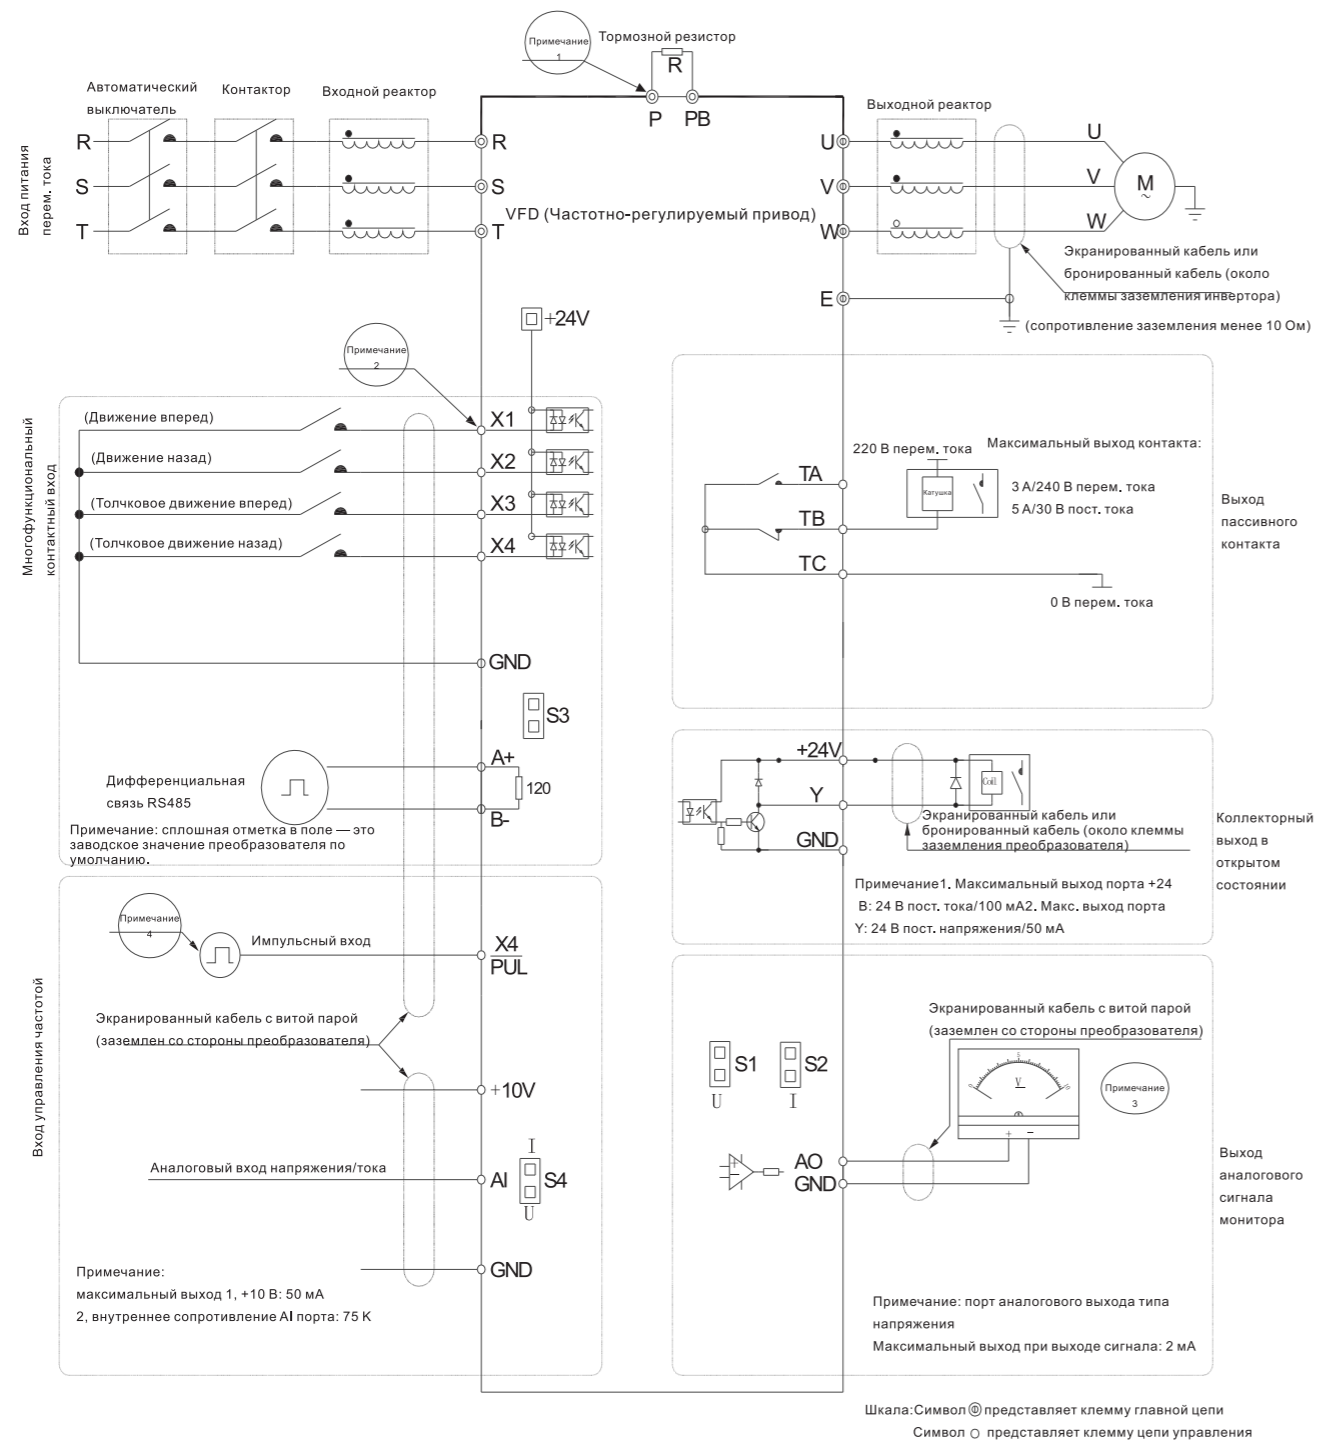 Примечание
1
Тормозной резистор
R
P
PB
Автоматический
выключатель
Контактор
Входной реактор
Выходной реактор
Вход питания
перем. тока
R
S
T
R
S
T
VFD (Частотно-регулируемый привод)
U
V
W
U
V
W
M
~
E
Экранированный кабель или
бронированный кабель (около
клеммы заземления инвертора)
(сопротивление заземления менее 10 Ом)
+24V
Примечание
2
Многофункциональный
контактный вход
(Движение вперед)
X1
(Движение назад)
X2
(Толчковое движение вперед)
X3
(Толчковое движение назад)
X4
GND
S3
A+
120
B-
Дифференциальная
связь RS485
Примечание: сплошная отметка в поле — это
заводское значение преобразователя по
умолчанию.
TA
TB
TC
220 В перем. тока
Катушка
Максимальный выход контакта:
3 А/240 В перем. тока
5 А/30 В пост. тока
0 В перем. тока
Выход
пассивного
контакта
+24V
Y
GND
Coil
Экранированный кабель или
бронированный кабель (около клеммы
заземления преобразователя)
Примечание1. Максимальный выход порта +24
В: 24 В пост. тока/100 мА2. Макс. выход порта
Y: 24 В пост. напряжения/50 мА
Коллекторный
выход в
открытом
состоянии
Вход управления частотой
Примечание
4
Импульсный вход
X4
PUL
Экранированный кабель с витой парой
(заземлен со стороны преобразователя)
+10V
Аналоговый вход напряжения/тока
AI
I
S4
U
GND
Примечание:
максимальный выход 1, +10 В: 50 мА
2, внутреннее сопротивление AI порта: 75 K
Экранированный кабель с витой парой
(заземлен со стороны преобразователя)
S1
U
S2
I
0
5
10
V
+ −
Примечание
3
AO
GND
Выход
аналогового
сигнала
монитора
Примечание: порт аналогового выхода типа
напряжения
Максимальный выход при выходе сигнала: 2 мА
Шкала:Символ представляет клемму главной цепи
Символ представляет клемму цепи управления